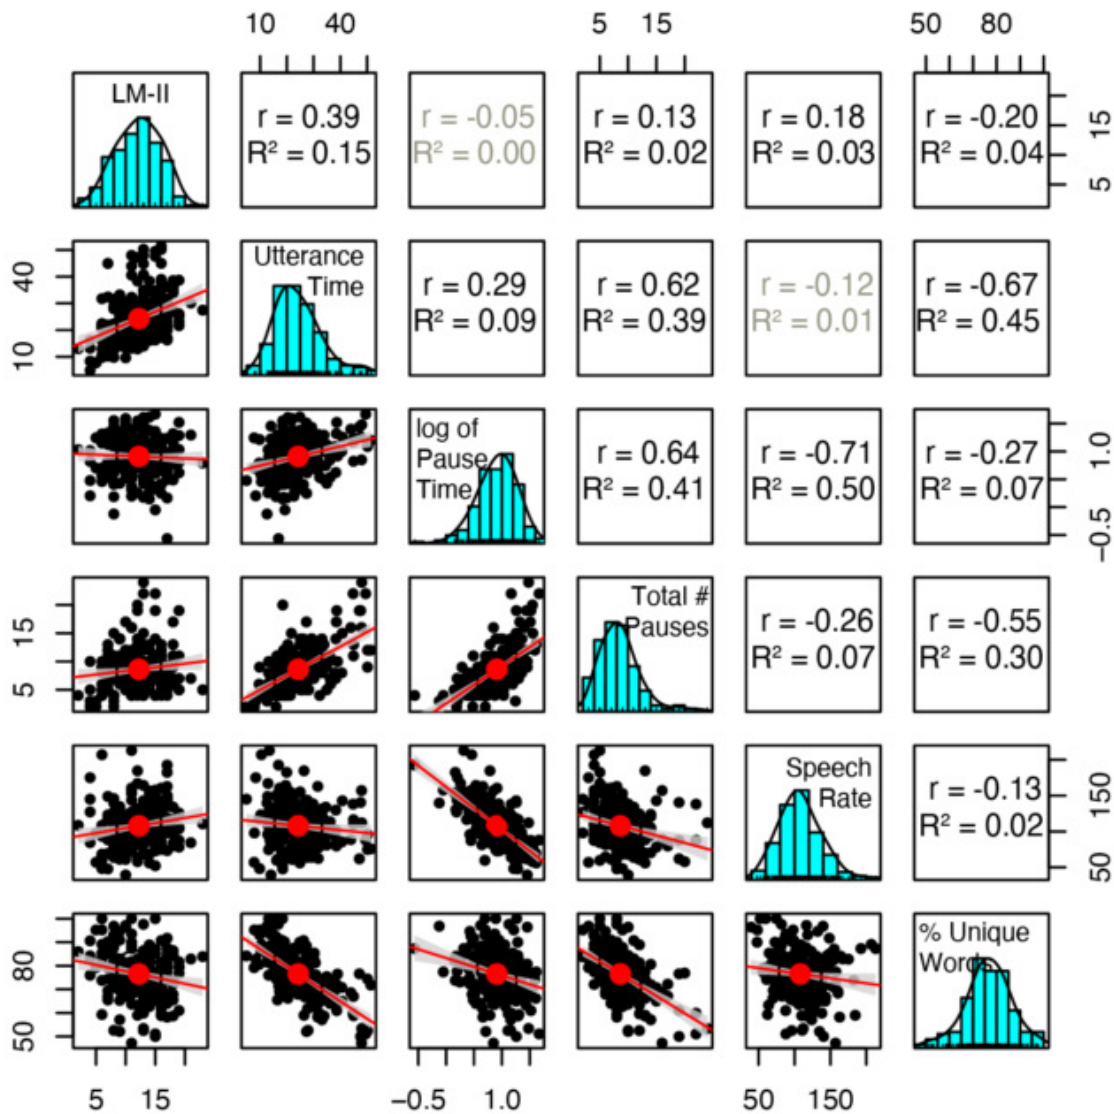 10 40 5 15 50 80
LM-II
r = 0.39
R² = 0.15
r = -0.05
R² = 0.00
r = 0.13
R² = 0.02
r = 0.18
R² = 0.03
r = -0.20
R² = 0.04
5 15
10 40
Utterance
Time
r = 0.29
R² = 0.09
r = 0.62
R² = 0.39
r = -0.12
R² = 0.01
r = -0.67
R² = 0.45
log of
Pause
Time
r = 0.64
R² = 0.41
r = -0.71
R² = 0.50
r = -0.27
R² = 0.07
-0.5 1.0
5 15
Total #
Pauses
r = -0.26
R² = 0.07
r = -0.55
R² = 0.30
Speech
Rate
r = -0.13
R² = 0.02
50 150
50 80
% Unique
Words
5 15 -0.5 1.0 50 150